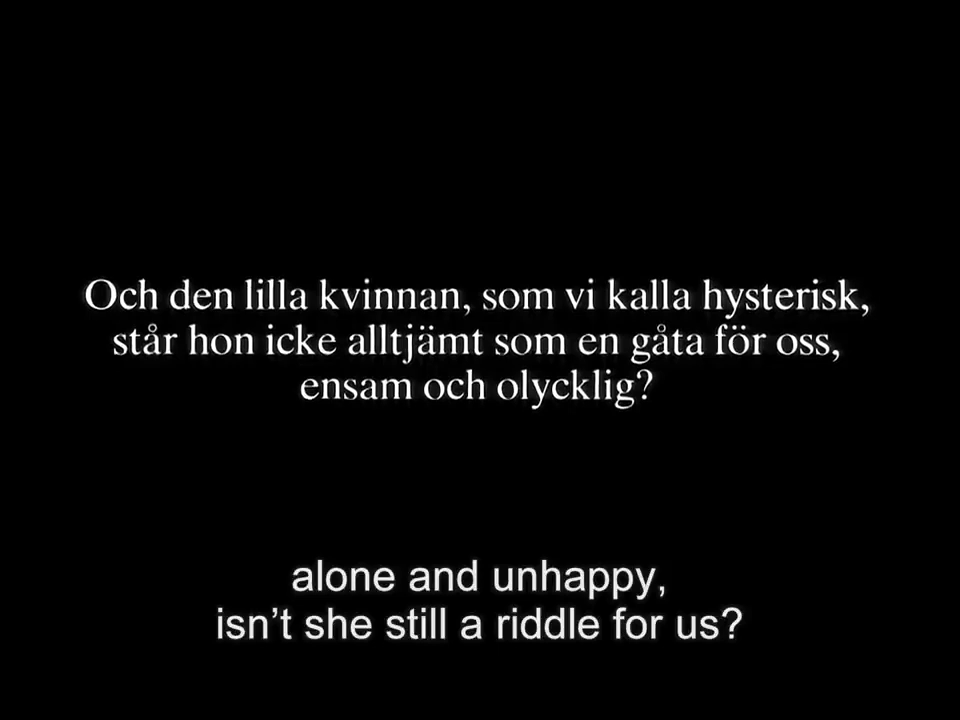 Och den lilla kvinnan, som vi kalla hysterisk,
står hon icke alltjämt som en gåta för oss,
ensam och olycklig?
alone and unhappy,
isn’t she still a riddle for us?